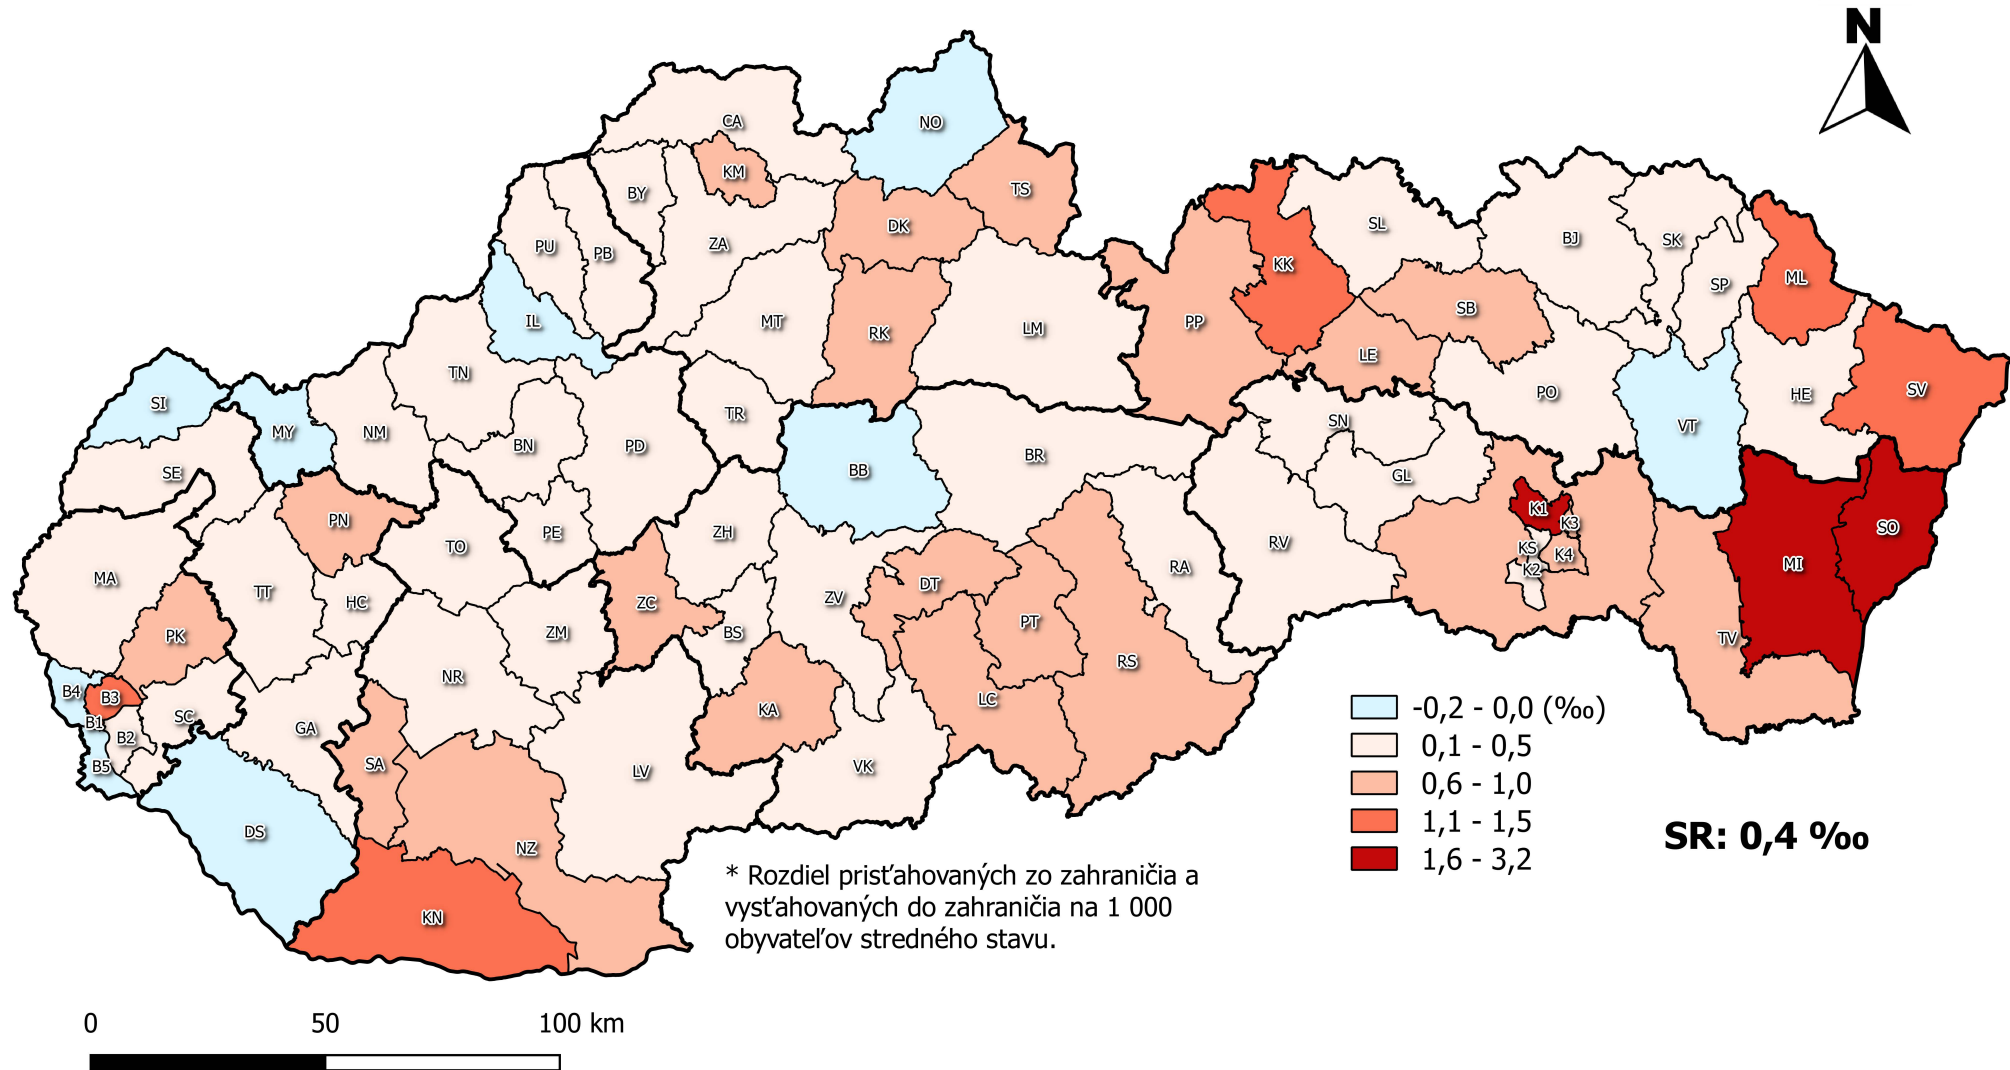 N
CA
NO
KM
TS
BY
DK
PU
PB
ZA
SL
BJ
SK
KK
ML
SP
IL
MT
RK
LM
PP
SB
LE
TN
SV
PO
HE
SI
MY
NM
TR
SN
VT
BN
PD
BB
BR
SE
GL
PN
K1
K3
SO
TO
PE
ZH
RV
KS
K4
K2
MI
MA
TT
HC
ZC
DT
RA
ZV
PK
ZM
BS
PT
TV
NR
RS
B4
B3
LC
B1
SC
KA
B2
GA
B5
SA
LV
VK
DS
NZ
KN
-0,2 - 0,0 (‰)
0,1 - 0,5
0,6 - 1,0
1,1 - 1,5
1,6 - 3,2
SR: 0,4 ‰
* Rozdiel prisťahovaných zo zahraničia a
vysťahovaných do zahraničia na 1 000
obyvateľov stredného stavu.
0 50 100 km